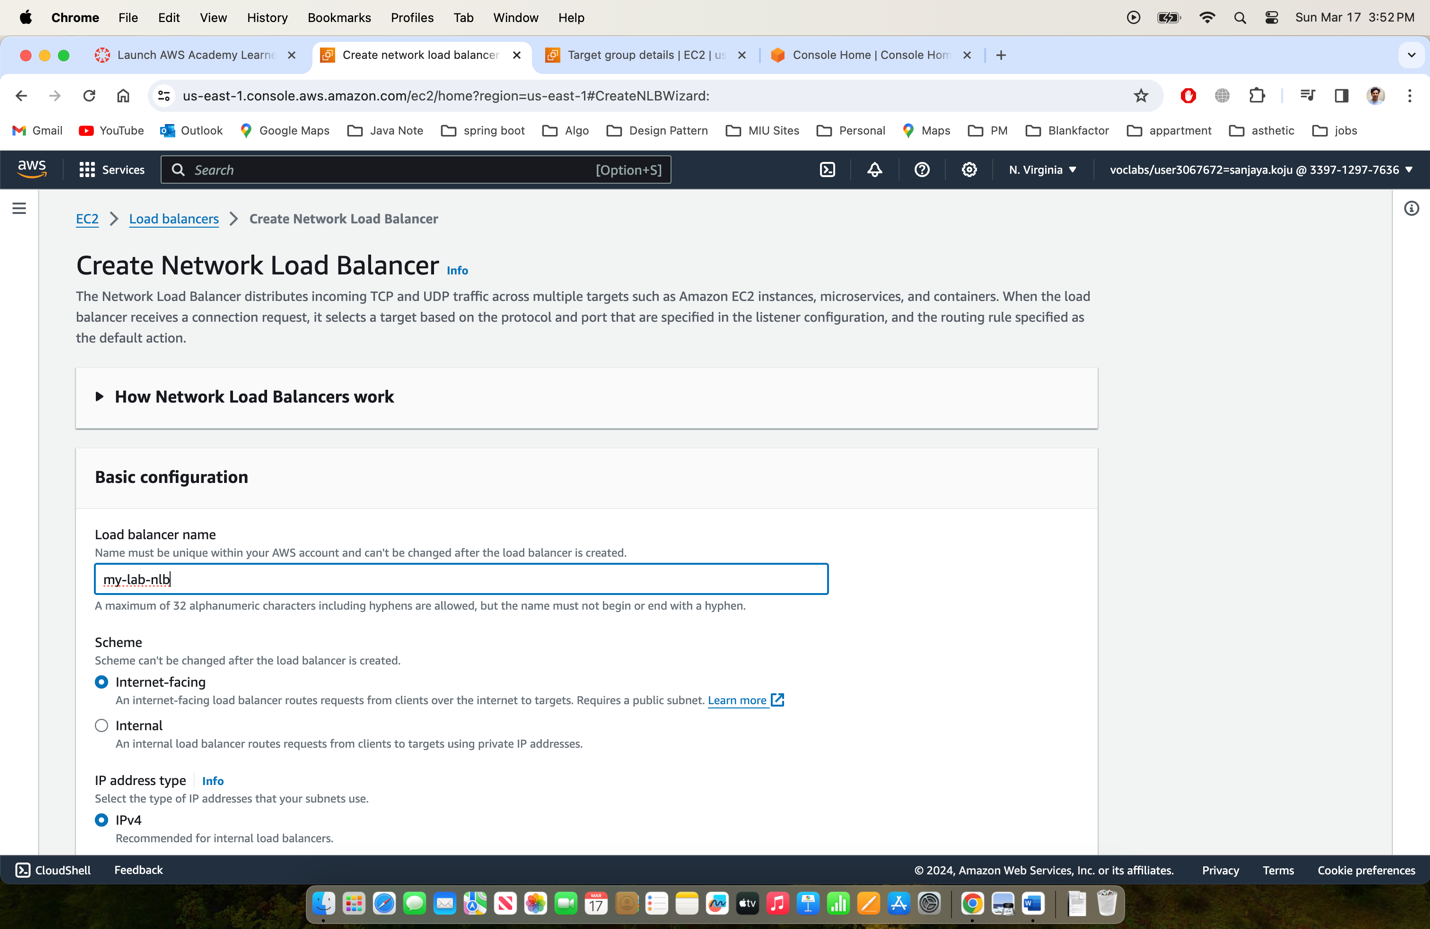 Chrome File Edit View History Bookmarks Profiles Tab Window Help Sun Mar 17 3:52 PM
Launch AWS Academy Learne Create network load balancer Target group details | EC2 | us Console Home | Console Hom
us-east-1.console.aws.amazon.com/ec2/home?region=us-east-1#CreateNLBWizard:
Gmail YouTube Outlook Google Maps Java Note spring boot Algo Design Pattern MIU Sites Personal Maps PM Blankfactor appartment asthetic jobs
aws Services Search [Option+S] N. Virginia voclabs/user3067672=sanjaya.koju @ 3397-1297-7636
EC2 Load balancers Create Network Load Balancer
Create Network Load Balancer Info
The Network Load Balancer distributes incoming TCP and UDP traffic across multiple targets such as Amazon EC2 instances, microservices, and containers. When the load
balancer receives a connection request, it selects a target based on the protocol and port that are specified in the listener configuration, and the routing rule specified as
the default action.
How Network Load Balancers work
Basic configuration
Load balancer name
Name must be unique within your AWS account and can't be changed after the load balancer is created.
my-lab-nlb
A maximum of 32 alphanumeric characters including hyphens are allowed, but the name must not begin or end with a hyphen.
Scheme
Scheme can't be changed after the load balancer is created.
Internet-facing
An internet-facing load balancer routes requests from clients over the internet to targets. Requires a public subnet. Learn more
Internal
An internal load balancer routes requests from clients to targets using private IP addresses.
IP address type Info
Select the type of IP addresses that your subnets use.
IPv4
Recommended for internal load balancers.
CloudShell Feedback © 2024, Amazon Web Services, Inc. or its affiliates. Privacy Terms Cookie preferences
MAR
17
tv
W